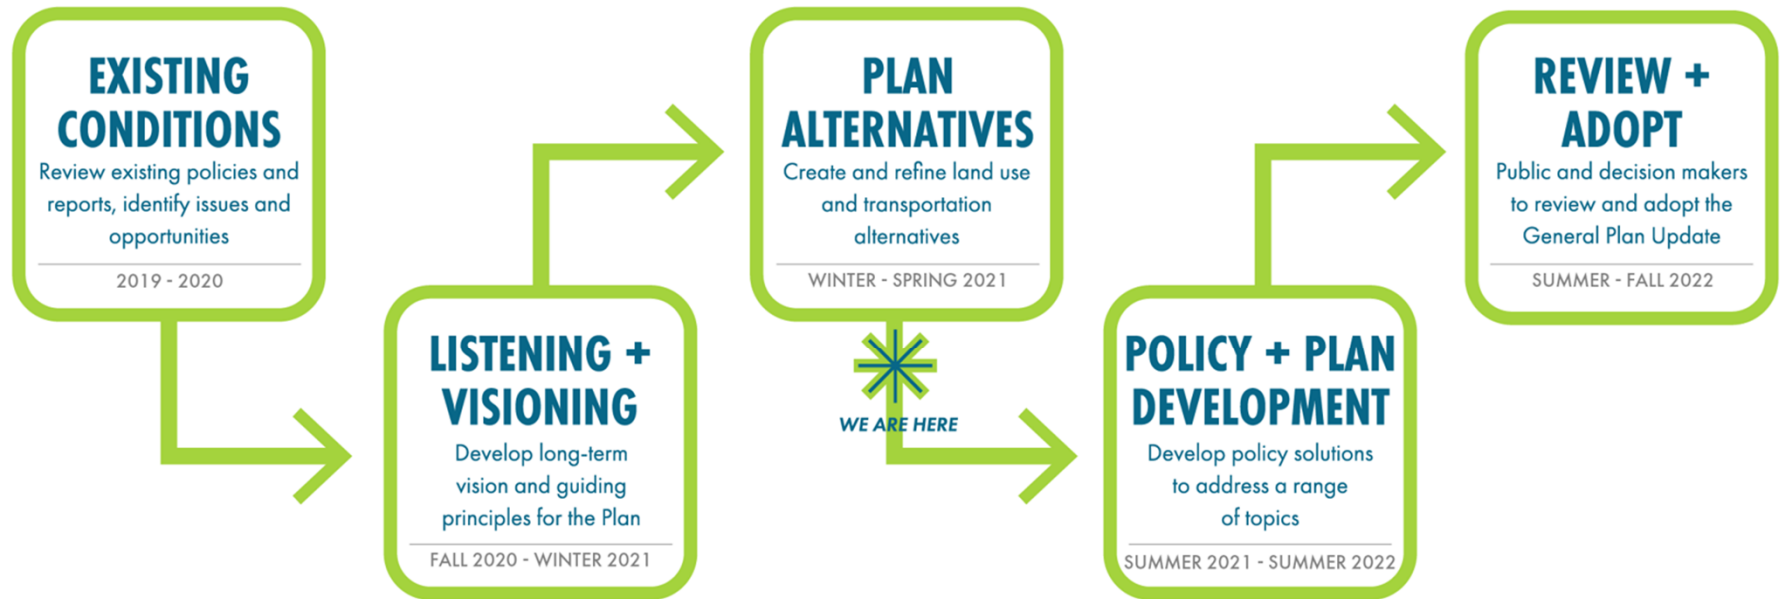 EXISTING
CONDITIONS
Review existing policies and
reports, identify issues and
opportunities
2019 - 2020
LISTENING +
VISIONING
Develop long-term
vision and guiding
principles for the Plan
FALL 2020 - WINTER 2021
PLAN
ALTERNATIVES
Create and refine land use
and transportation
alternatives
WINTER - SPRING 2021
WE ARE HERE
POLICY + PLAN
DEVELOPMENT
Develop policy solutions
to address a range
of topics
SUMMER 2021 - SUMMER 2022
REVIEW +
ADOPT
Public and decision makers
to review and adopt the
General Plan Update
SUMMER - FALL 2022